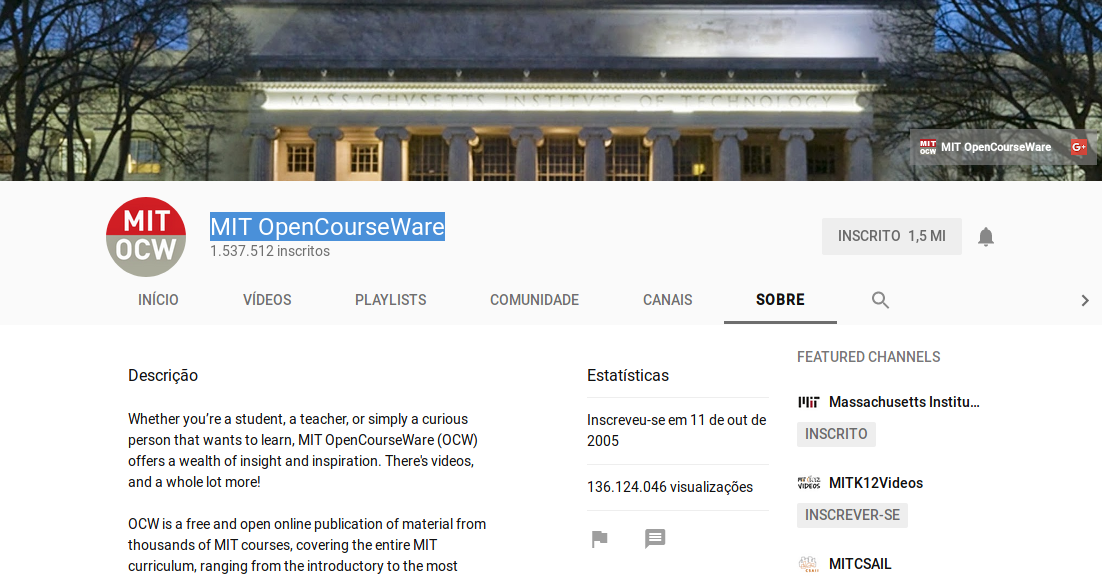 MASSACHVSETTS INSTITVTE OF TECHNOLOGY
MIT OCW MIT OpenCourseWare G+
MIT
OCW
MIT OpenCourseWare
1.537.512 inscritos
INSCRITO 1,5 MI
INÍCIO VÍDEOS PLAYLISTS COMUNIDADE CANAIS SOBRE
Descrição
Whether you’re a student, a teacher, or simply a curious
person that wants to learn, MIT OpenCourseWare (OCW)
offers a wealth of insight and inspiration. There's videos,
and a whole lot more!
OCW is a free and open online publication of material from
thousands of MIT courses, covering the entire MIT
curriculum, ranging from the introductory to the most
Estatísticas
Inscreveu-se em 11 de out de
2005
136.124.046 visualizações
FEATURED CHANNELS
Massachusetts Institu…
INSCRITO
MITK12Videos
INSCREVER-SE
MITCSAIL